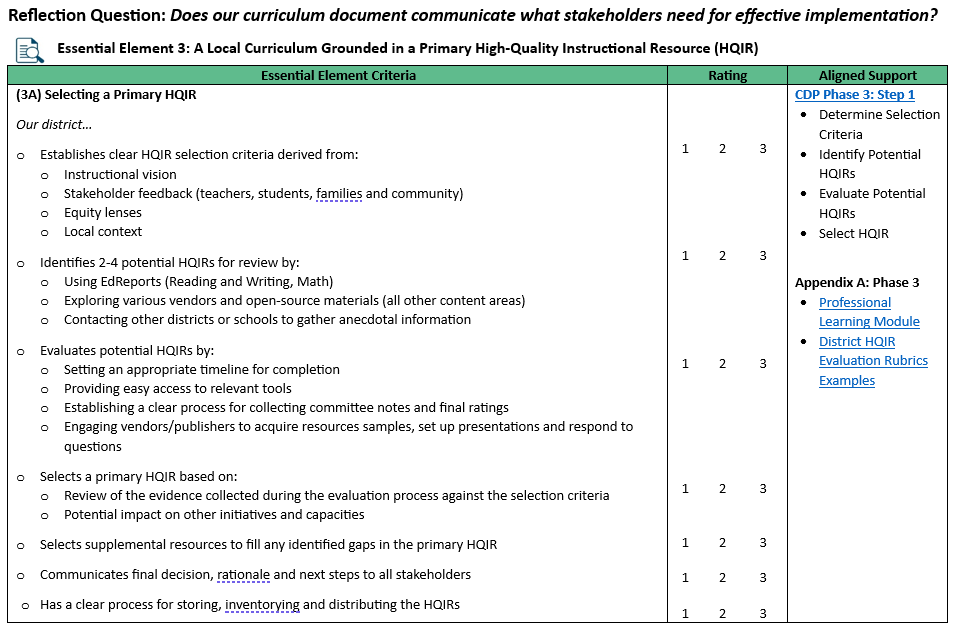 Reflection Question: Does our curriculum document communicate what stakeholders need for effective implementation?
Essential Element 3: A Local Curriculum Grounded in a Primary High-Quality Instructional Resource (HQIR)
Essential Element Criteria
Rating
Aligned Support
(3A) Selecting a Primary HQIR
Our district…
o Establishes clear HQIR selection criteria derived from:
o Instructional vision
o Stakeholder feedback (teachers, students, families and community)
o Equity lenses
o Local context
1 2 3
o Identifies 2-4 potential HQIRs for review by:
o Using EdReports (Reading and Writing, Math)
o Exploring various vendors and open-source materials (all other content areas)
o Contacting other districts or schools to gather anecdotal information
1 2 3
o Evaluates potential HQIRs by:
o Setting an appropriate timeline for completion
o Providing easy access to relevant tools
o Establishing a clear process for collecting committee notes and final ratings
o Engaging vendors/publishers to acquire resources samples, set up presentations and respond to
questions
1 2 3
o Selects a primary HQIR based on:
o Review of the evidence collected during the evaluation process against the selection criteria
o Potential impact on other initiatives and capacities
1 2 3
o Selects supplemental resources to fill any identified gaps in the primary HQIR
1 2 3
o Communicates final decision, rationale and next steps to all stakeholders
1 2 3
o Has a clear process for storing, inventorying and distributing the HQIRs
1 2 3
CDP Phase 3: Step 1
• Determine Selection
Criteria
• Identify Potential
HQIRs
• Evaluate Potential
HQIRs
• Select HQIR
Appendix A: Phase 3
• Professional
Learning Module
• District HQIR
Evaluation Rubrics
Examples